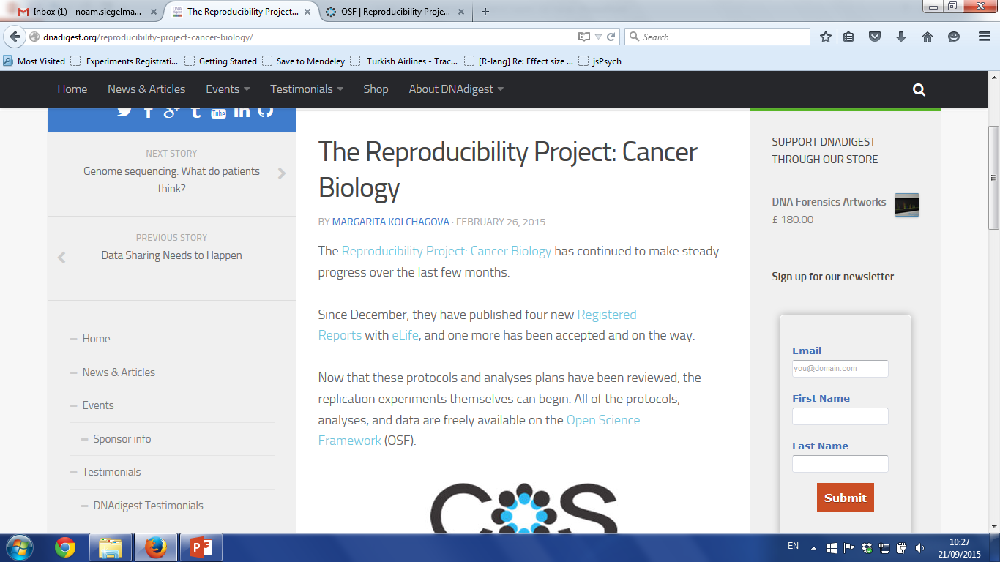 Inbox (1) - noam.siegelma...
The Reproducibility Project...
OSF | Reproducibility Proje...
dnadigest.org/reproducibility-project-cancer-biology/
Search
Most Visited
Experiments Registrati...
Getting Started
Save to Mendeley
Turkish Airlines - Trac...
[R-lang] Re: Effect size ...
jsPsych
Home
News & Articles
Events
Testimonials
Shop
About DNAdigest
NEXT STORY
Genome sequencing: What do patients
think?
PREVIOUS STORY
Data Sharing Needs to Happen
Home
News & Articles
Events
Sponsor info
Testimonials
DNAdigest Testimonials
The Reproducibility Project: Cancer
Biology
BY MARGARITA KOLCHAGOVA · FEBRUARY 26, 2015
The Reproducibility Project: Cancer Biology has continued to make steady
progress over the last few months.
Since December, they have published four new Registered
Reports with eLife, and one more has been accepted and on the way.
Now that these protocols and analyses plans have been reviewed, the
replication experiments themselves can begin. All of the protocols,
analyses, and data are freely available on the Open Science
Framework (OSF).
COS
SUPPORT DNADIGEST
THROUGH OUR STORE
DNA Forensics Artworks
£ 180.00
Sign up for our newsletter
Email
you@domain.com
First Name
Last Name
Submit
EN
10:27
21/09/2015